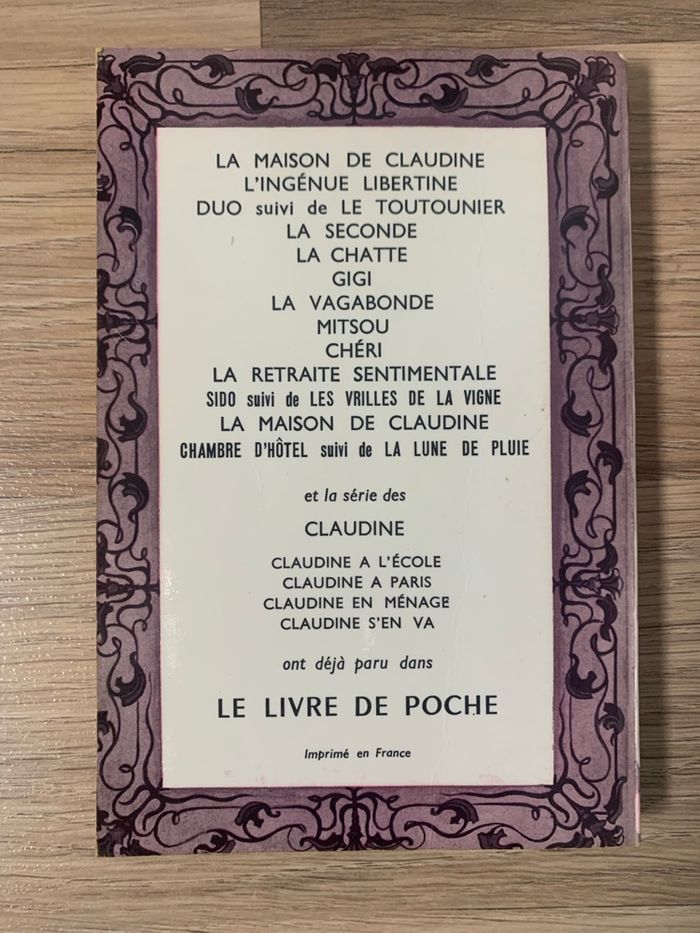 LA MAISON DE CLAUDINE
L'INGÉNUE LIBERTINE
DUO suivi de LE TOUTOUNIER
LA SECONDE
LA CHATTE
GIGI
LA VAGABONDE
MITSOU
CHÉRI
LA RETRAITE SENTIMENTALE
SIDO suivi de LES VRILLES DE LA VIGNE
LA MAISON DE CLAUDINE
CHAMBRE D'HÔTEL suivi de LA LUNE DE PLUIE
et la série des
CLAUDINE
CLAUDINE A L'ÉCOLE
CLAUDINE A PARIS
CLAUDINE EN MÉNAGE
CLAUDINE S'EN VA
ont déjà paru dans
LE LIVRE DE POCHE
Imprimé en France